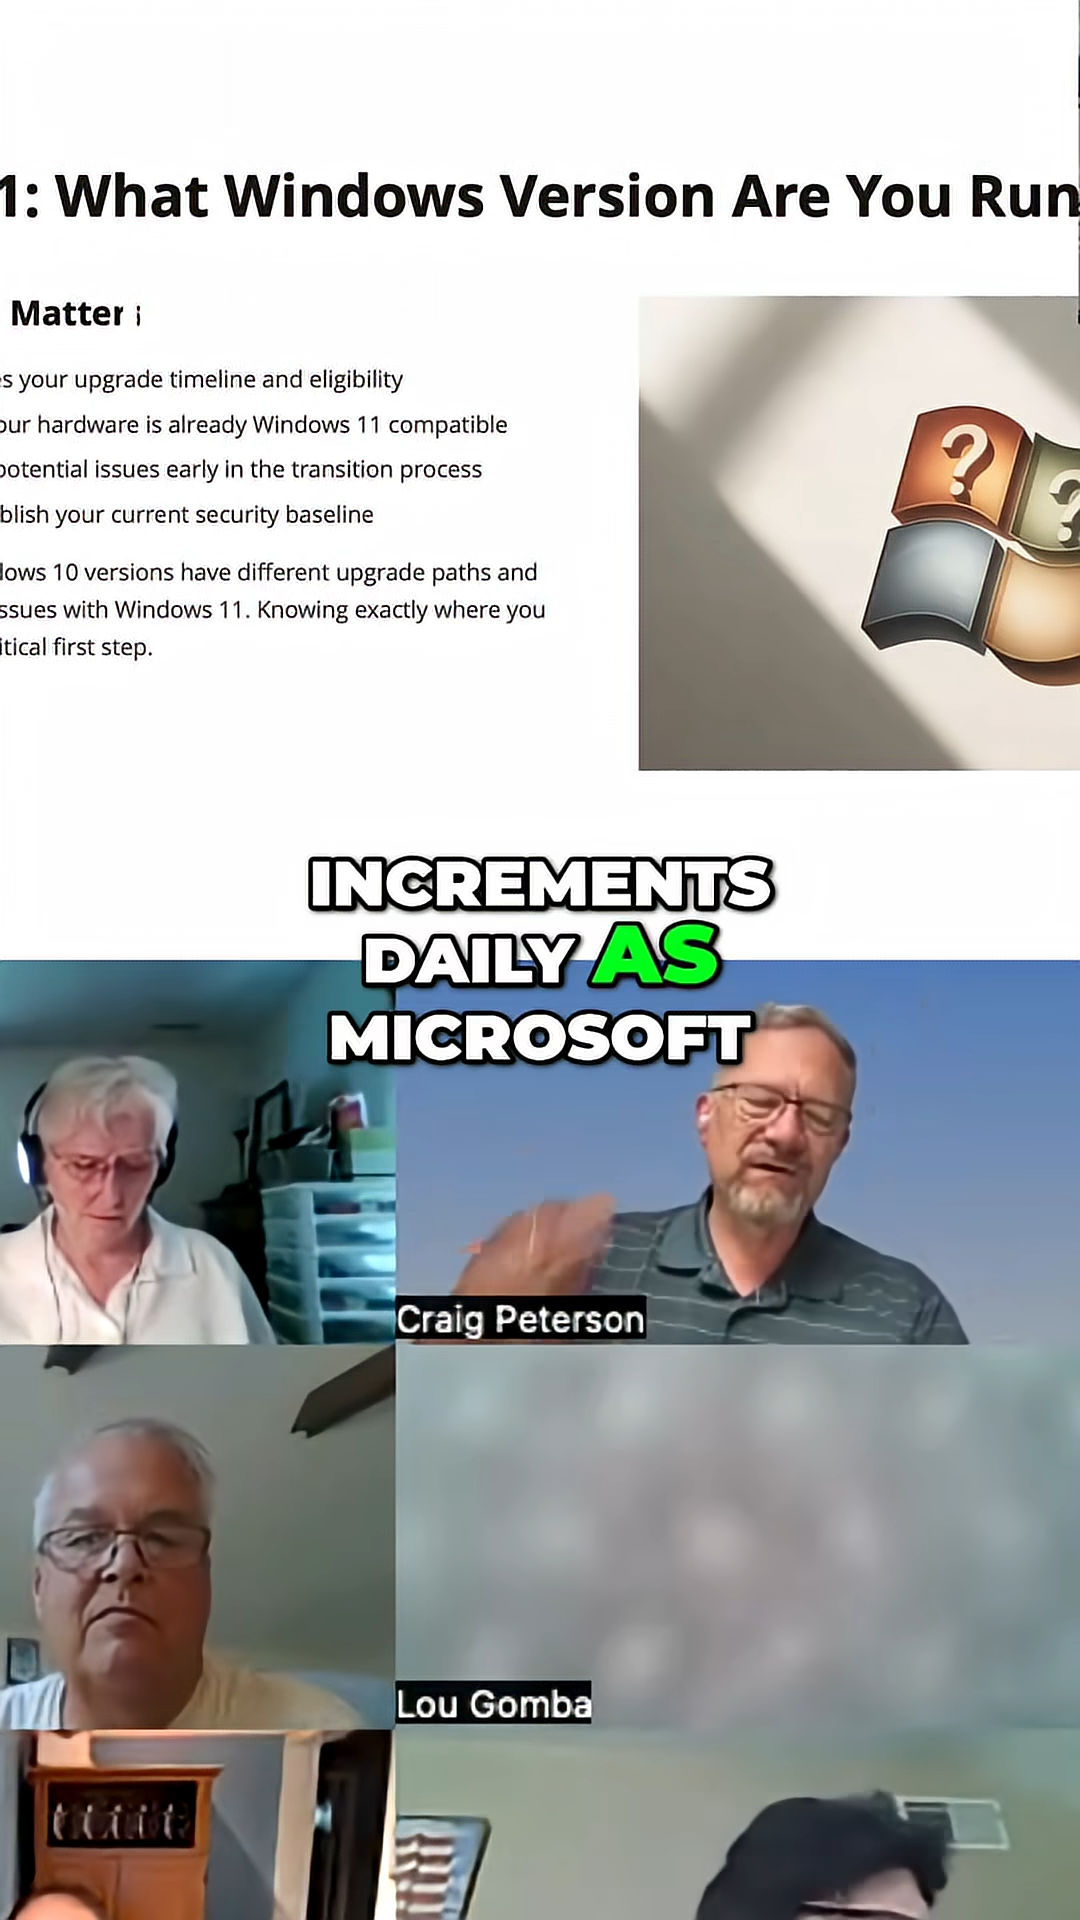 1: What Windows Version Are You Run
Matter
s your upgrade timeline and eligibility
our hardware is already Windows 11 compatible
potential issues early in the transition process
blish your current security baseline
dows 10 versions have different upgrade paths and
ssues with Windows 11. Knowing exactly where you
itical first step.
? ?
INCREMENTS
DAILY AS
MICROSOFT
Craig Peterson
Lou Gomba